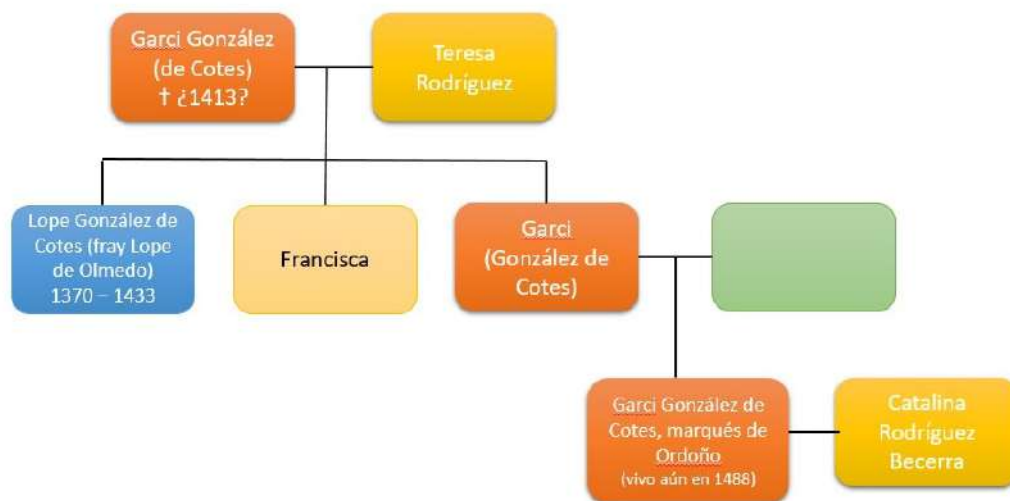 Garci González
(de Cotes)
† ¿1413?
Teresa
Rodríguez
Lope González de
Cotes (fray Lope
de Olmedo)
1370 – 1433
Francisca
Garci
(González de
Cotes)
Garci González de
Cotes, marqués de
Ordoño
(vivo aún en 1488)
Catalina
Rodríguez
Becerra